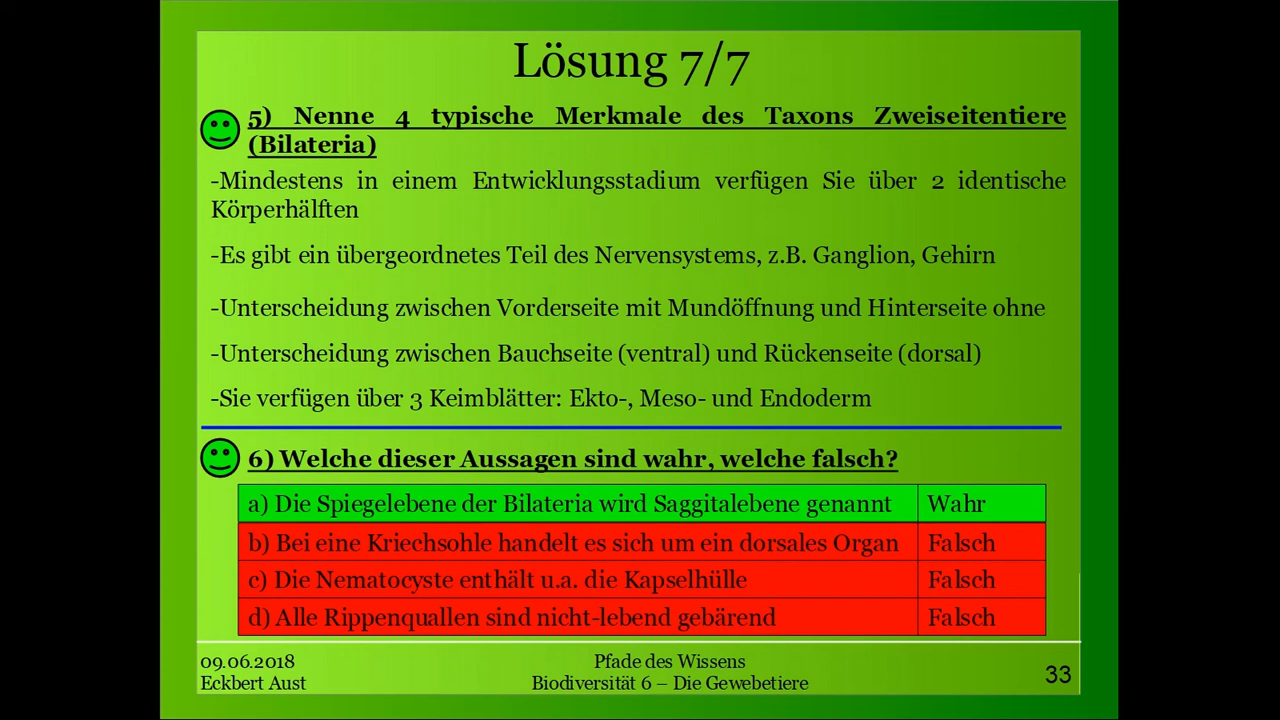 Lösung 7/7
5) Nenne 4 typische Merkmale des Taxons Zweiseitentiere
(Bilateria)
-Mindestens in einem Entwicklungsstadium verfügen Sie über 2 identische
Körperhälften
-Es gibt ein übergeordnetes Teil des Nervensystems, z.B. Ganglion, Gehirn
-Unterscheidung zwischen Vorderseite mit Mundöffnung und Hinterseite ohne
-Unterscheidung zwischen Bauchseite (ventral) und Rückenseite (dorsal)
-Sie verfügen über 3 Keimblätter: Ekto-, Meso- und Endoderm
6) Welche dieser Aussagen sind wahr, welche falsch?
a) Die Spiegelebene der Bilateria wird Saggitalebene genannt Wahr
b) Bei eine Kriechsohle handelt es sich um ein dorsales Organ Falsch
c) Die Nematocyste enthält u.a. die Kapselhülle Falsch
d) Alle Rippenquallen sind nicht-lebend gebärend Falsch
09.06.2018
Eckbert Aust
Pfade des Wissens
Biodiversität 6 – Die Gewebetiere
33